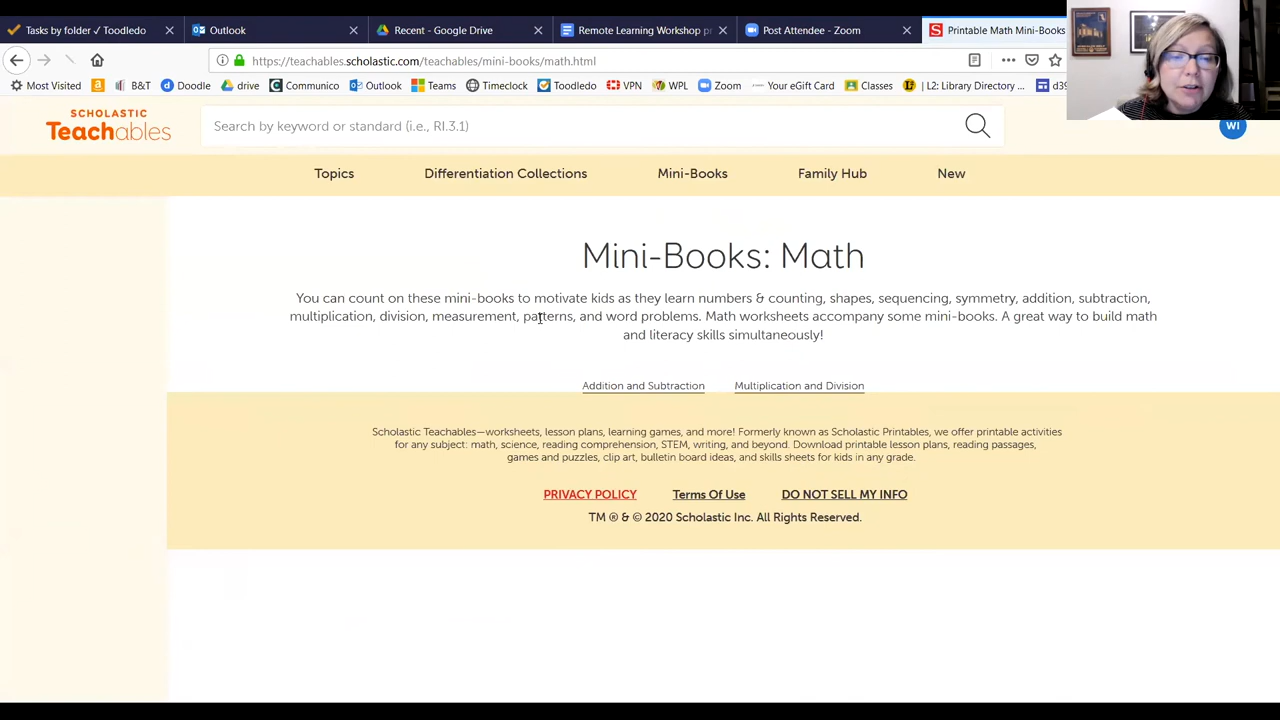 Tasks by folder ✓ Toodledo
Outlook
Recent - Google Drive
Remote Learning Workshop pr
Post Attendee - Zoom
Printable Math Mini-Books
https://teachables.scholastic.com/teachables/mini-books/math.html
Most Visited
B&T
Doodle
drive
Communico
Outlook
Teams
Timeclock
Toodledo
VPN
WPL
Zoom
Your eGift Card
Classes
L2: Library Directory ...
d39
SCHOLASTIC
Teachables
Search by keyword or standard (i.e., RI.3.1)
WI
Topics
Differentiation Collections
Mini-Books
Family Hub
New
Mini-Books: Math
You can count on these mini-books to motivate kids as they learn numbers & counting, shapes, sequencing, symmetry, addition, subtraction,
multiplication, division, measurement, patterns, and word problems. Math worksheets accompany some mini-books. A great way to build math
and literacy skills simultaneously!
Addition and Subtraction
Multiplication and Division
Scholastic Teachables—worksheets, lesson plans, learning games, and more! Formerly known as Scholastic Printables, we offer printable activities
for any subject: math, science, reading comprehension, STEM, writing, and beyond. Download printable lesson plans, reading passages,
games and puzzles, clip art, bulletin board ideas, and skills sheets for kids in any grade.
PRIVACY POLICY
Terms Of Use
DO NOT SELL MY INFO
TM ® & © 2020 Scholastic Inc. All Rights Reserved.